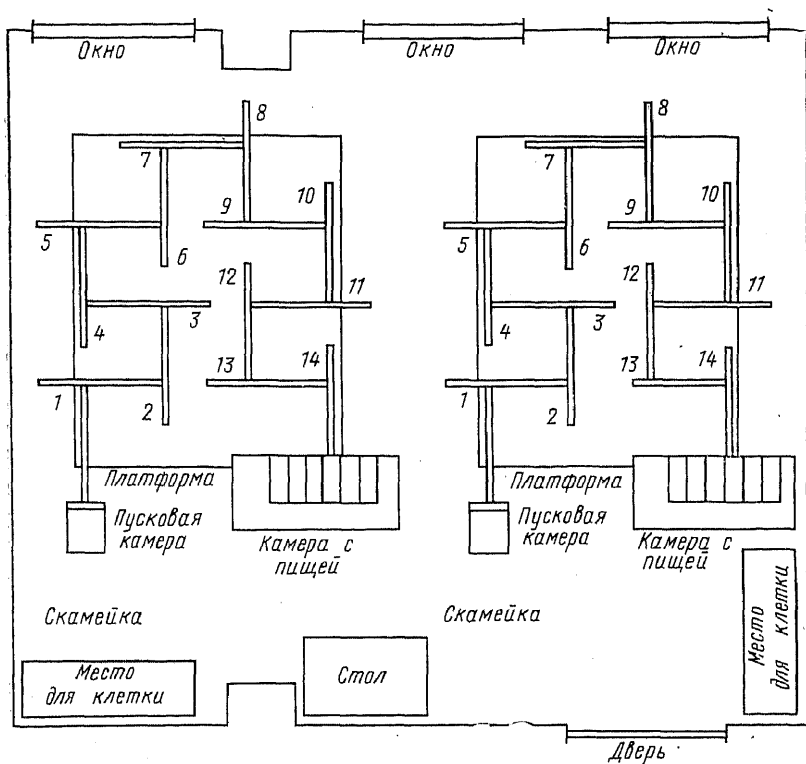 Окно
Окно
Окно
8
8
7
7
10
10
9
9
5
5
6
6
12
12
11
11
3
3
4
4
13
14
13
14
1
1
2
2
Платформа
Платформа
Пусковая
камера
Пусковая
камера
Камера с
пищей
Камера с
пищей
Скамейка
Скамейка
Место
для клетки
Место
для клетки
Стол
Дверь